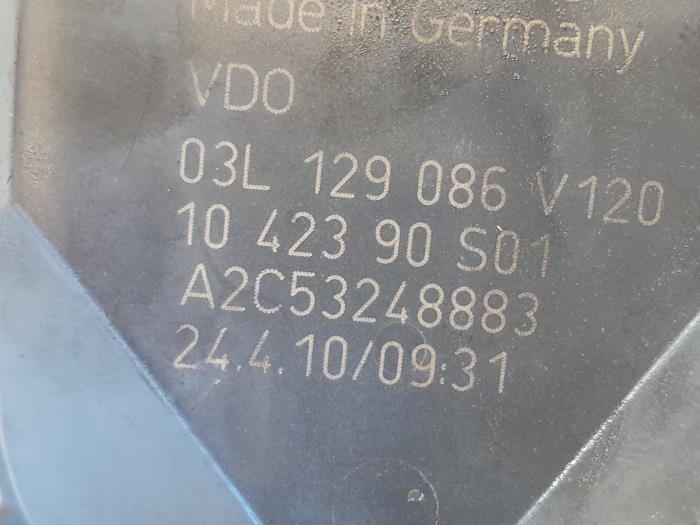 Made in Germany
VDO
03L 129 086 V120
10 423 90 S01
A2C53248883
24.4.10/09:31